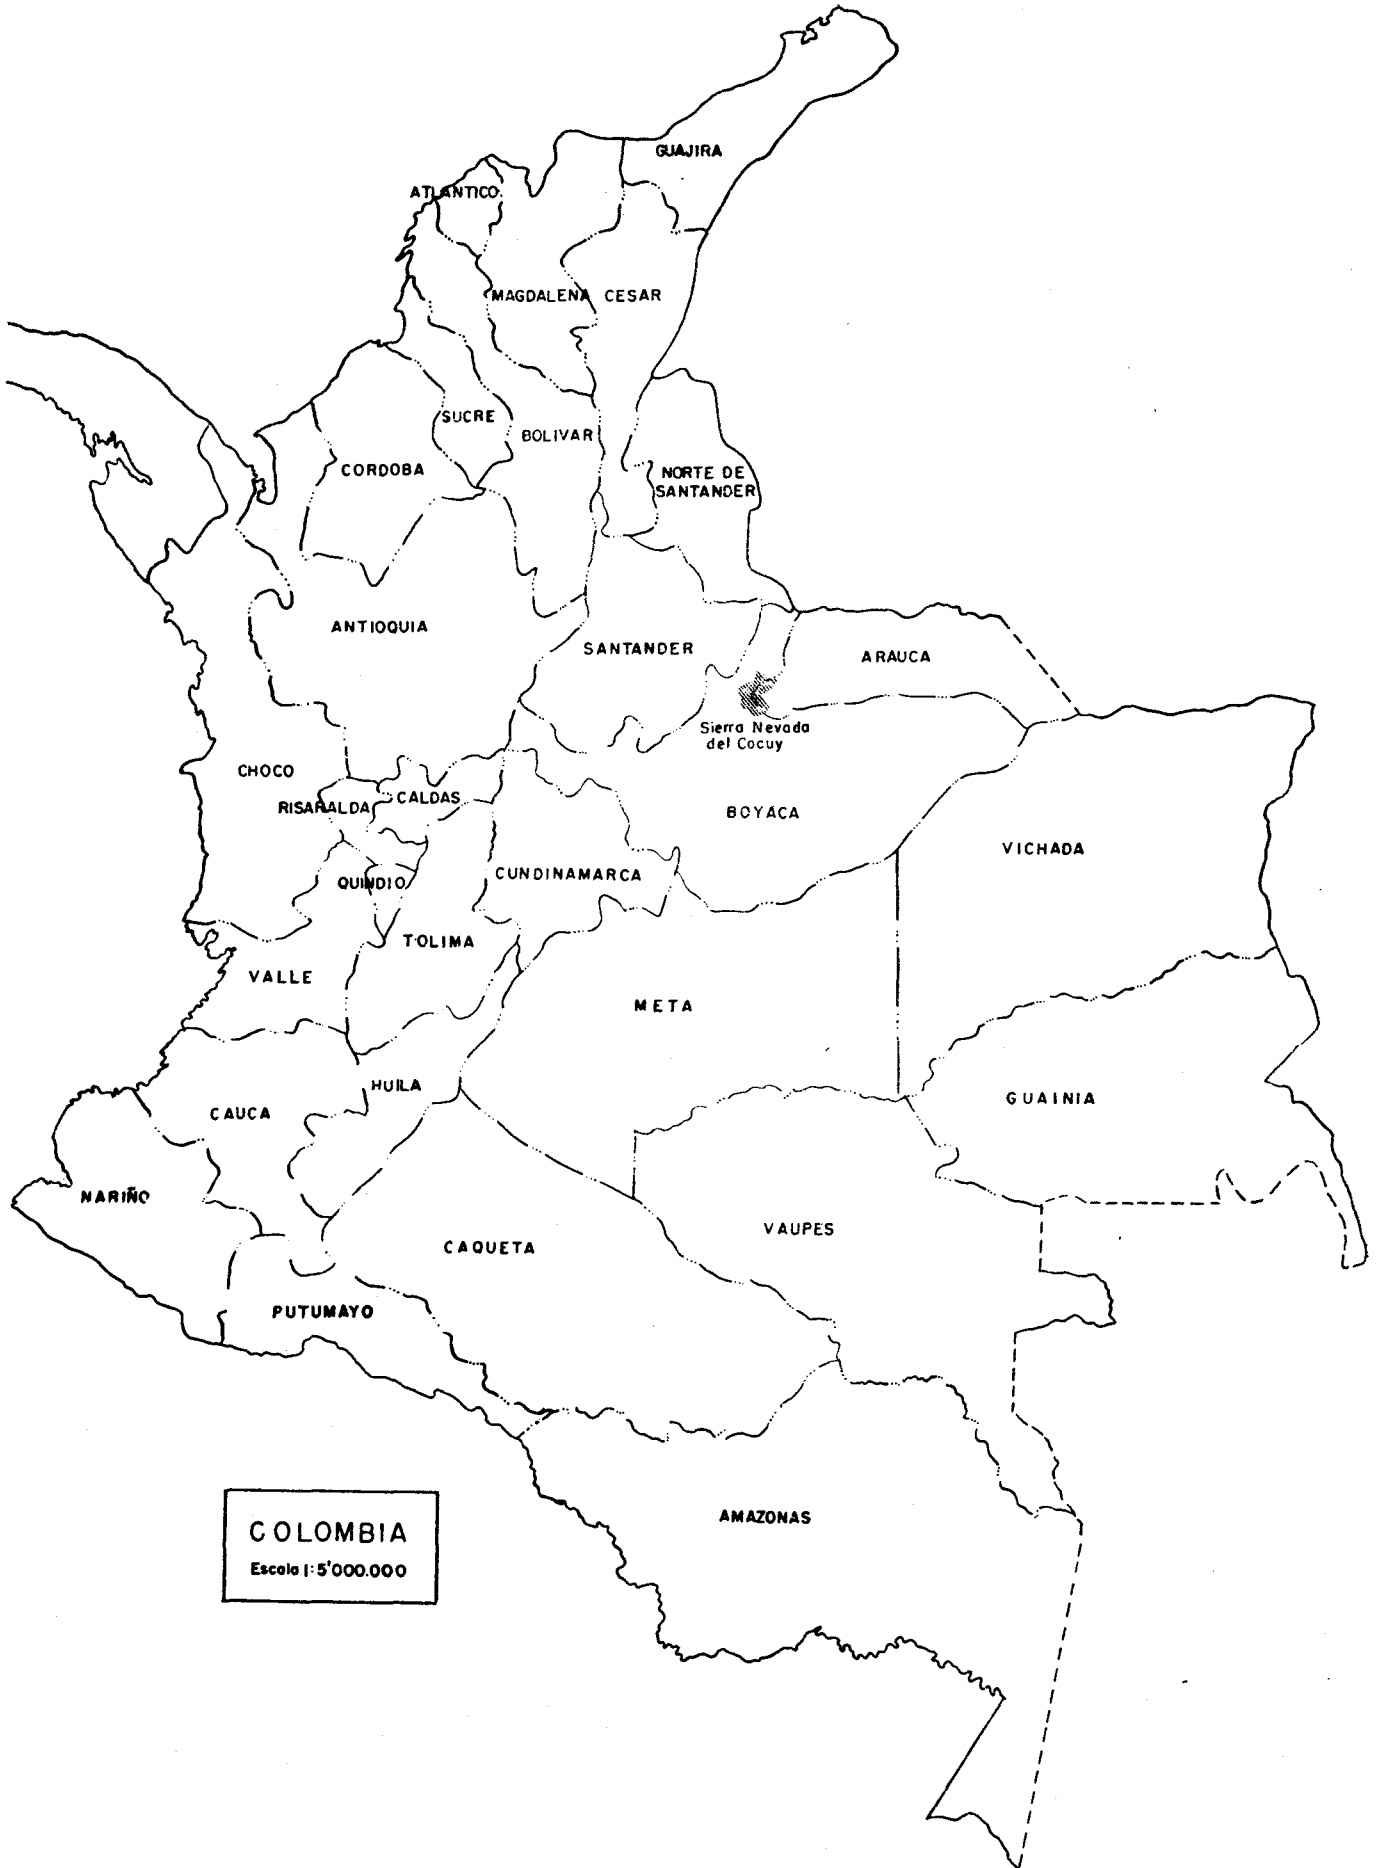 GUAJIRA
ATLANTICO
MAGDALENA
CESAR
SUCRE
BOLIVAR
CORDOBA
NORTE DE
SANTANDER
ANTIOQUIA
SANTANDER
ARAUCA
Sierra Nevada
del Cocuy
CHOCO
RISARALDA
CALDAS
BOYACA
VICHADA
CUNDINAMARCA
QUINDIO
TOLIMA
VALLE
META
HUILA
CAUCA
GUAINIA
NARIÑO
VAUPES
CAQUETA
PUTUMAYO
AMAZONAS
COLOMBIA
Escala 1:5'000.000